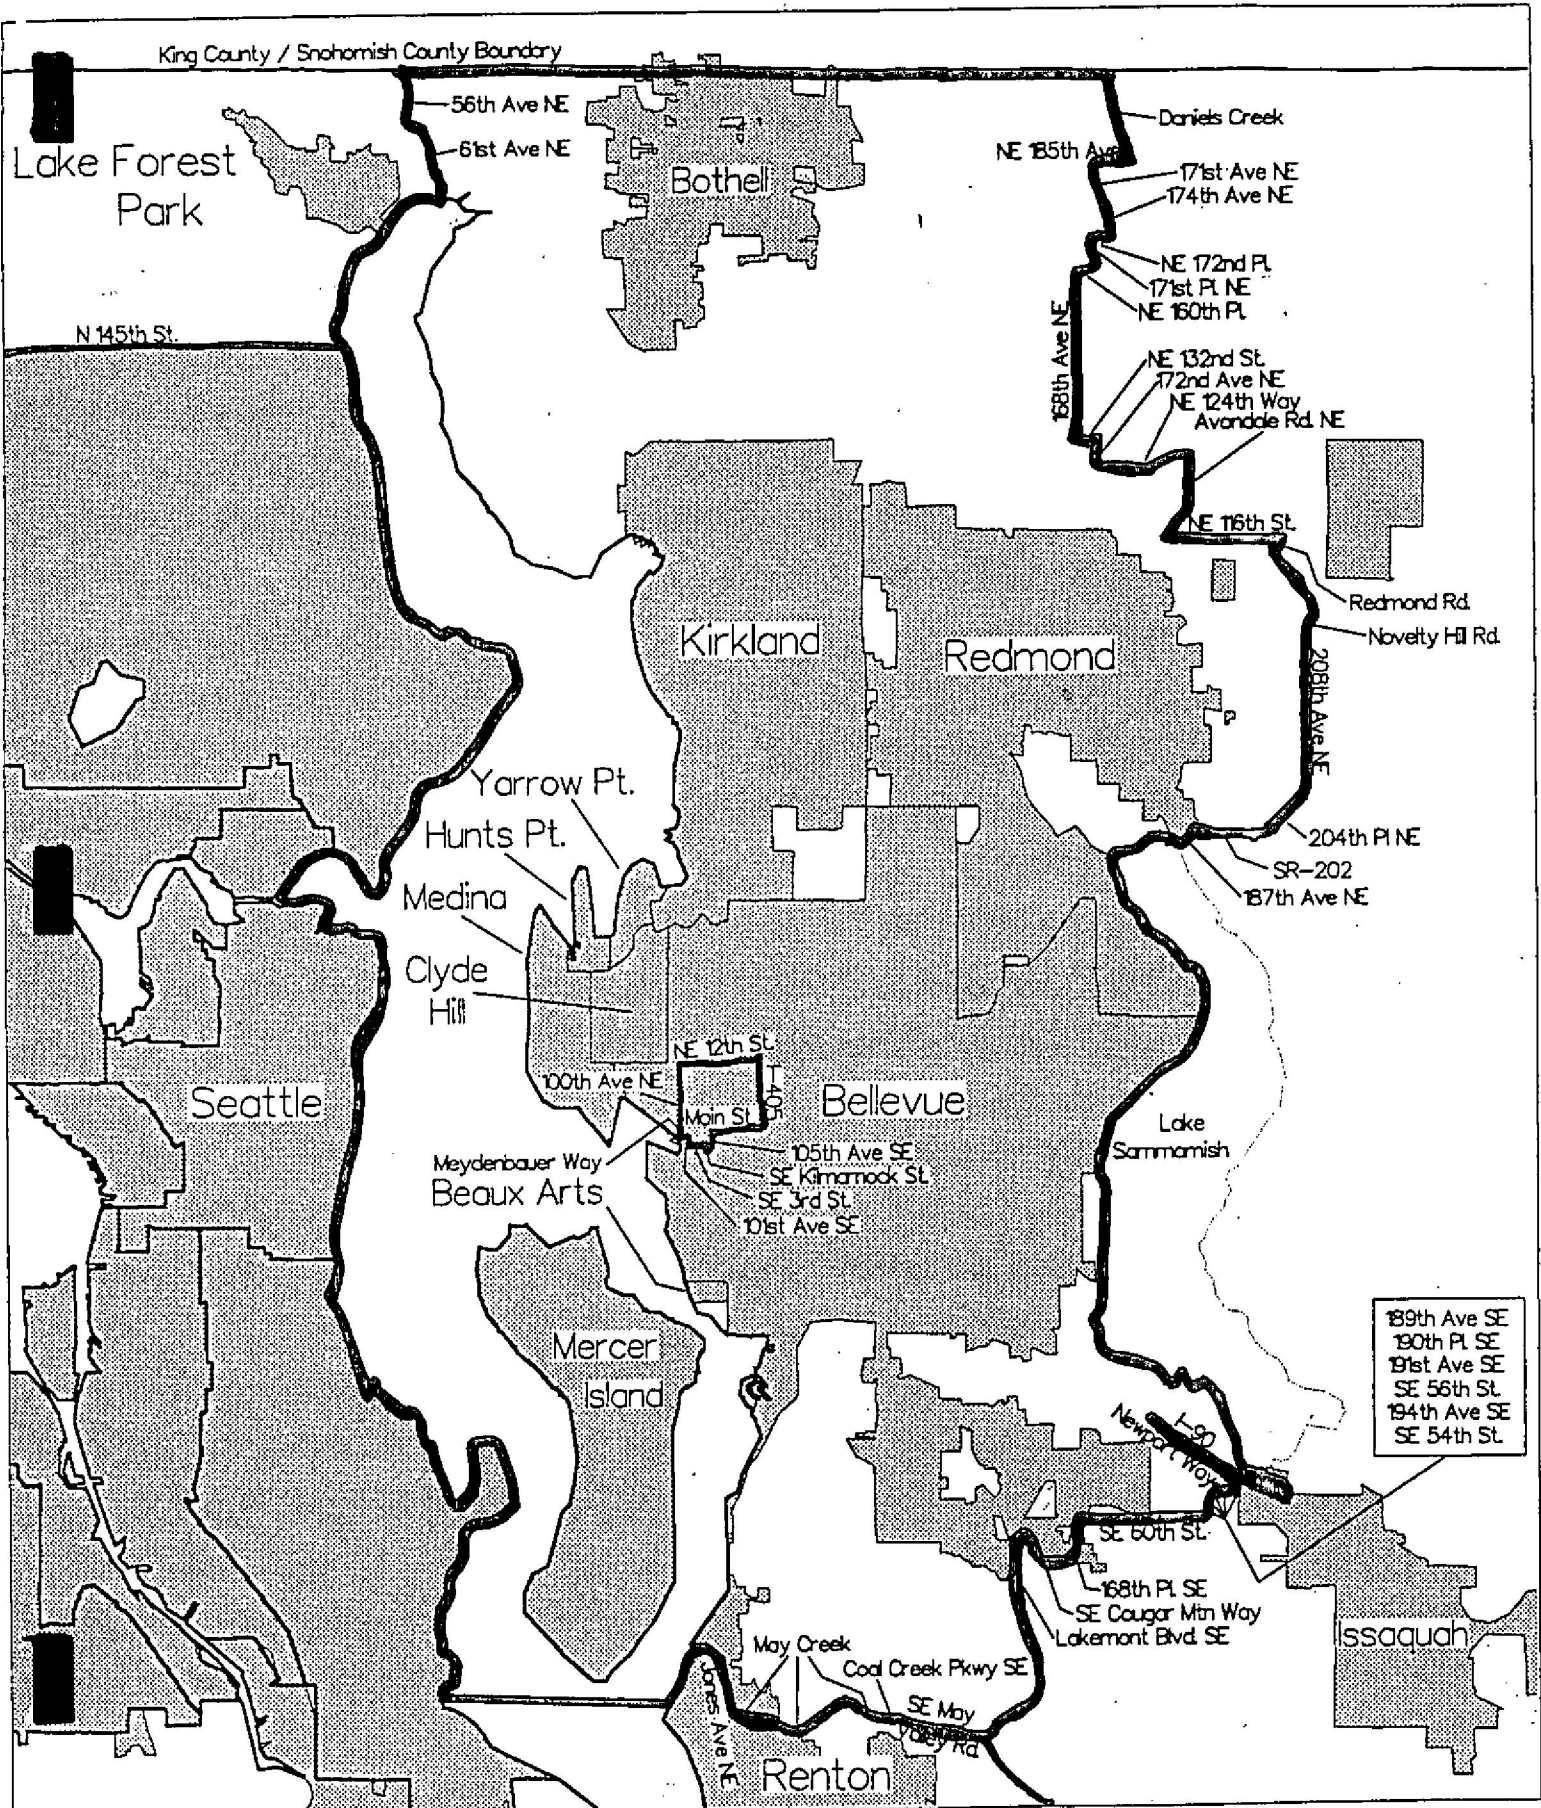 King County / Snohomish County Boundary
56th Ave NE
61st Ave NE
Lake Forest
Park
Bothell
Daniels Creek
NE 185th Ave
171st Ave NE
174th Ave NE
NE 172nd Pl.
171st Pl NE
NE 160th Pl.
168th Ave NE
N 145th St.
NE 132nd St.
172nd Ave NE
NE 124th Way
Avondale Rd. NE
NE 116th St.
Redmond Rd.
Novelty Hill Rd.
208th Ave NE
Kirkland
Redmond
Yarrow Pt.
Hunts Pt.
Medina
Clyde
Hill
204th Pl NE
SR-202
187th Ave NE
NE 12th St.
100th Ave NE
I-405
Main St.
Seattle
Bellevue
Lake
Sammamish
105th Ave SE
Meydenbauer Way
SE Kilmarnock St.
Beaux Arts
SE 3rd St.
101st Ave SE
Mercer
Island
189th Ave SE
190th Pl. SE
191st Ave SE
SE 56th St.
194th Ave SE
SE 54th St.
I-90
Newport Way
SE 60th St.
168th Pl. SE
SE Cougar Mtn Way
Lakemont Blvd. SE
Issaquah
May Creek
Coal Creek Pkwy SE
SE May
Valley Rd.
Jones Ave NE
Renton